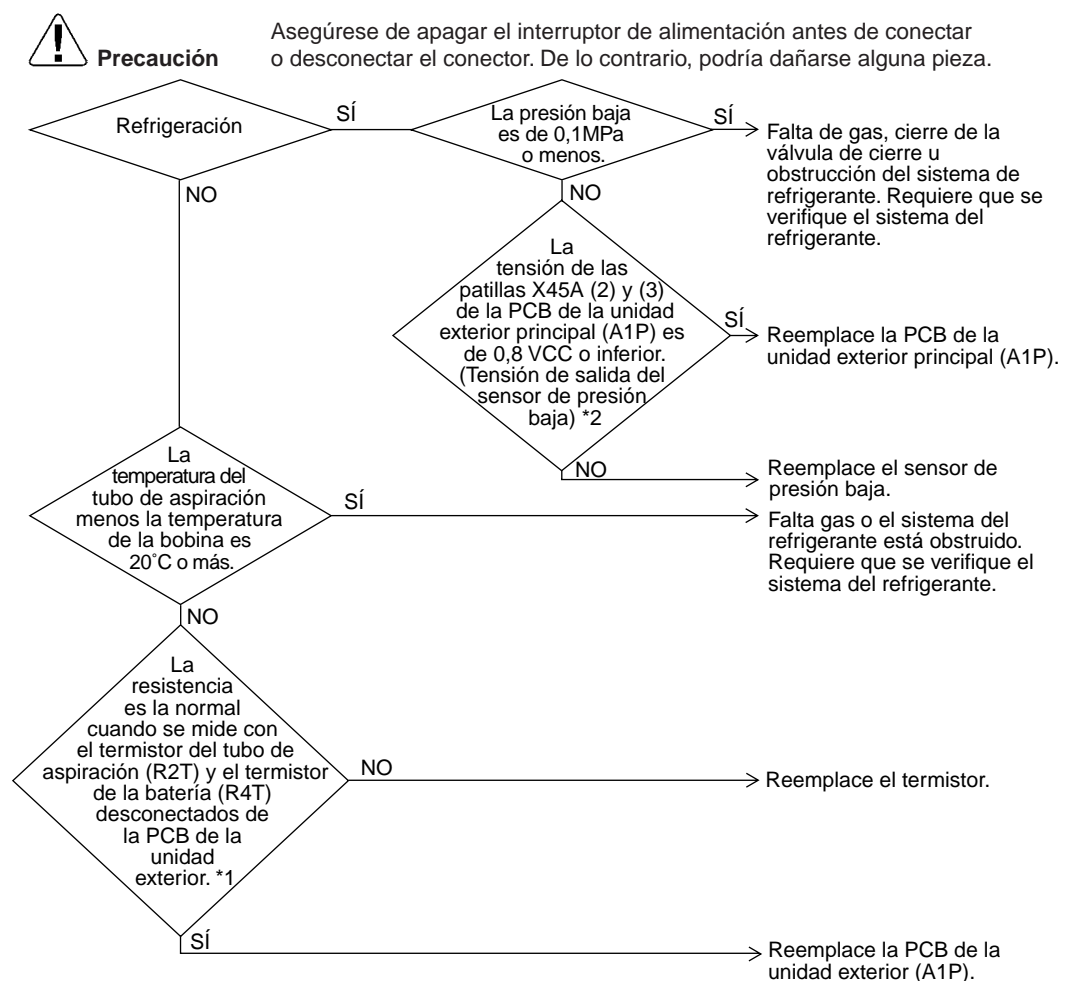 Precaución
Asegúrese de apagar el interruptor de alimentación antes de conectar
o desconectar el conector. De lo contrario, podría dañarse alguna pieza.
Refrigeración
SÍ
NO
La presión baja
es de 0,1MPa
o menos.
SÍ
Falta de gas, cierre de la
válvula de cierre u
obstrucción del sistema de
refrigerante. Requiere que se
verifique el sistema del
refrigerante.
NO
La
tensión de las
patillas X45A (2) y (3)
de la PCB de la unidad
exterior principal (A1P) es
de 0,8 VCC o inferior.
(Tensión de salida del
sensor de presión
baja) *2
SÍ
Reemplace la PCB de la
unidad exterior principal (A1P).
NO
Reemplace el sensor de
presión baja.
La
temperatura del
tubo de aspiración
menos la temperatura
de la bobina es
20˚C o más.
SÍ
Falta gas o el sistema del
refrigerante está obstruido.
Requiere que se verifique el
sistema del refrigerante.
NO
La
resistencia
es la normal
cuando se mide con
el termistor del tubo de
aspiración (R2T) y el termistor
de la batería (R4T)
desconectados de
la PCB de la
unidad
exterior. *1
NO
Reemplace el termistor.
SÍ
Reemplace la PCB de la
unidad exterior (A1P).